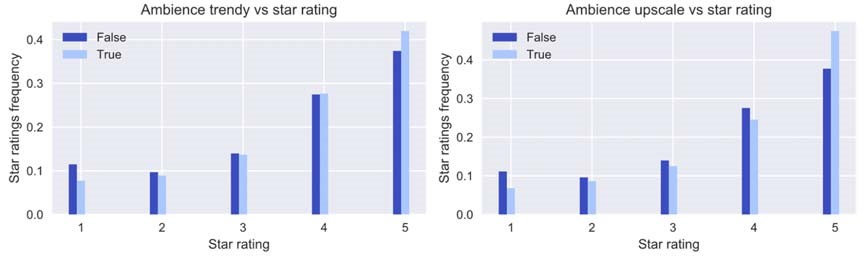 Ambience trendy vs star rating
False
True
Star ratings frequency
0.4
0.3
0.1
0.0
1 2 3 4 5
Star rating
Ambience upscale vs star rating
False
True
Star ratings frequency
0.4
0.3
0.2
0.1
0.0
1 2 3 4 5
Star rating